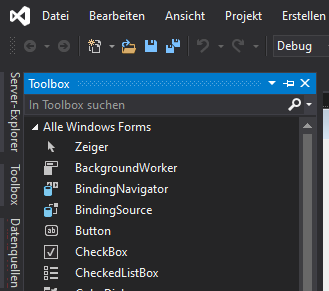 Datei Bearbeiten Ansicht Projekt Erstellen
Debug
Server-Explorer
Toolbox
Datenquellen
Toolbox
In Toolbox suchen
Alle Windows Forms
Zeiger
BackgroundWorker
BindingNavigator
BindingSource
ab
Button
CheckBox
CheckedListBox